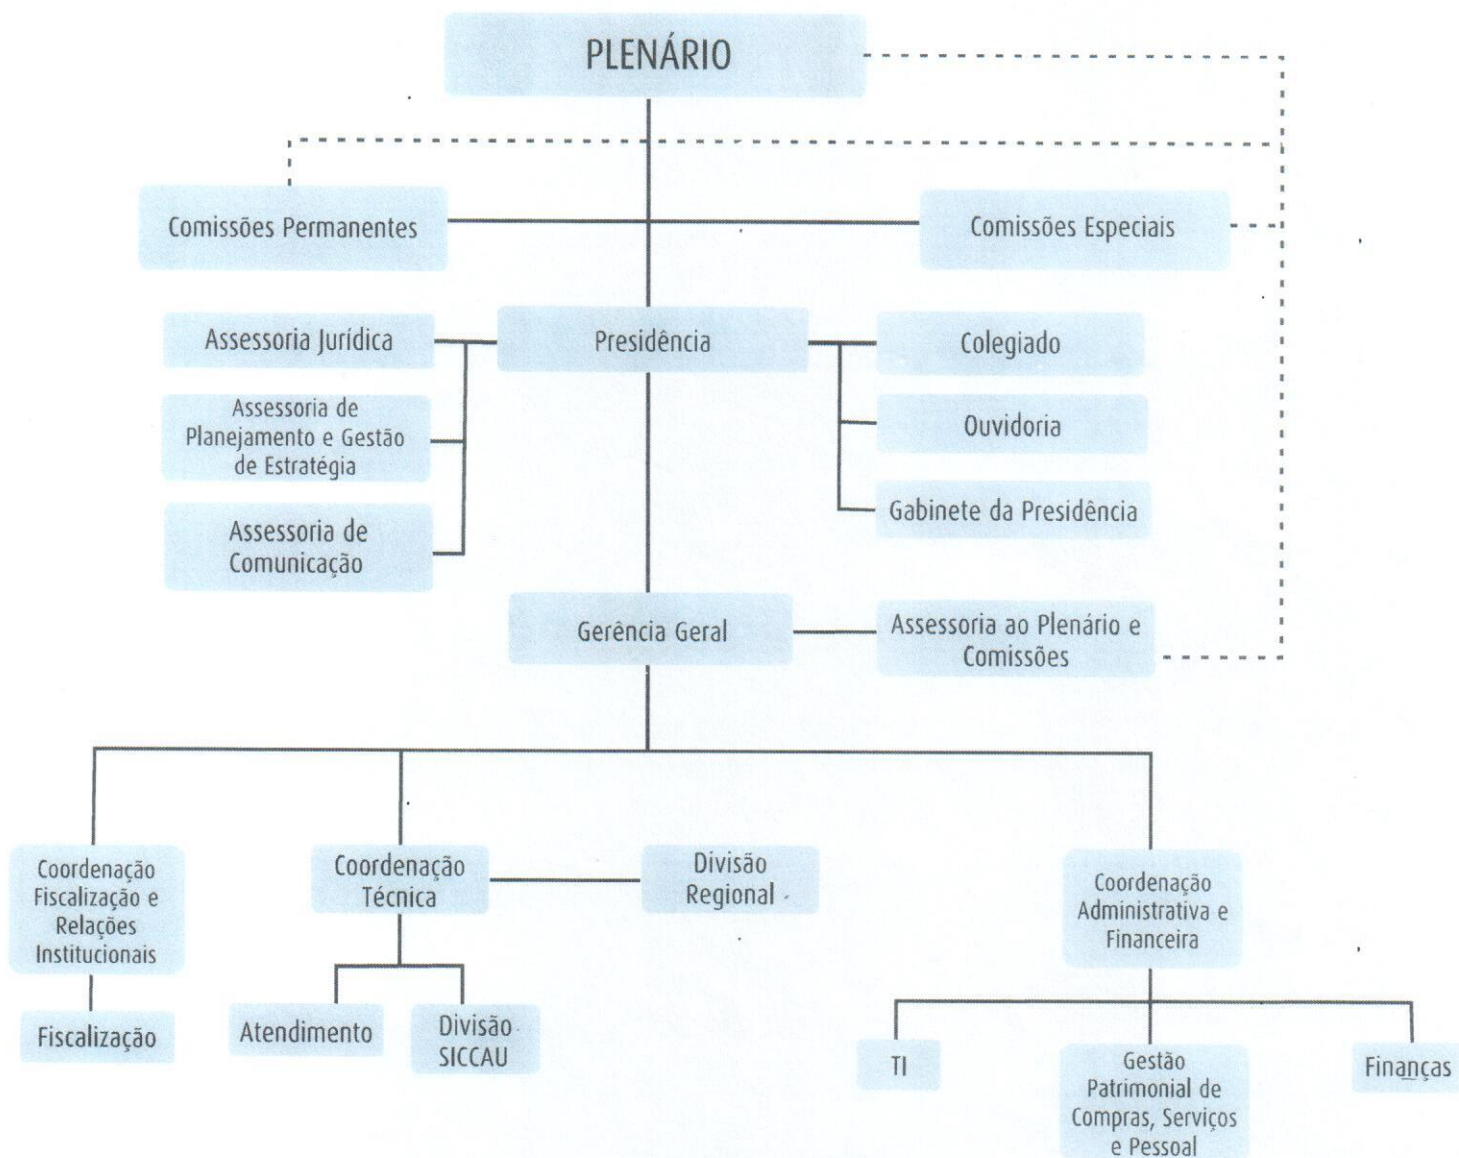 PLENÁRIO
Comissões Permanentes
Comissões Especiais
Assessoria Jurídica
Presidência
Colegiado
Assessoria de
Planejamento e Gestão
de Estratégia
Ouvidoria
Assessoria de
Comunicação
Gabinete da Presidência
Gerência Geral
Assessoria ao Plenário e
Comissões
Coordenação
Fiscalização e
Relações
Institucionais
Coordenação
Técnica
Divisão
Regional
Coordenação
Administrativa e
Financeira
Fiscalização
Atendimento
Divisão
SICCAU
TI
Gestão
Patrimonial de
Compras, Serviços
e Pessoal
Finanças